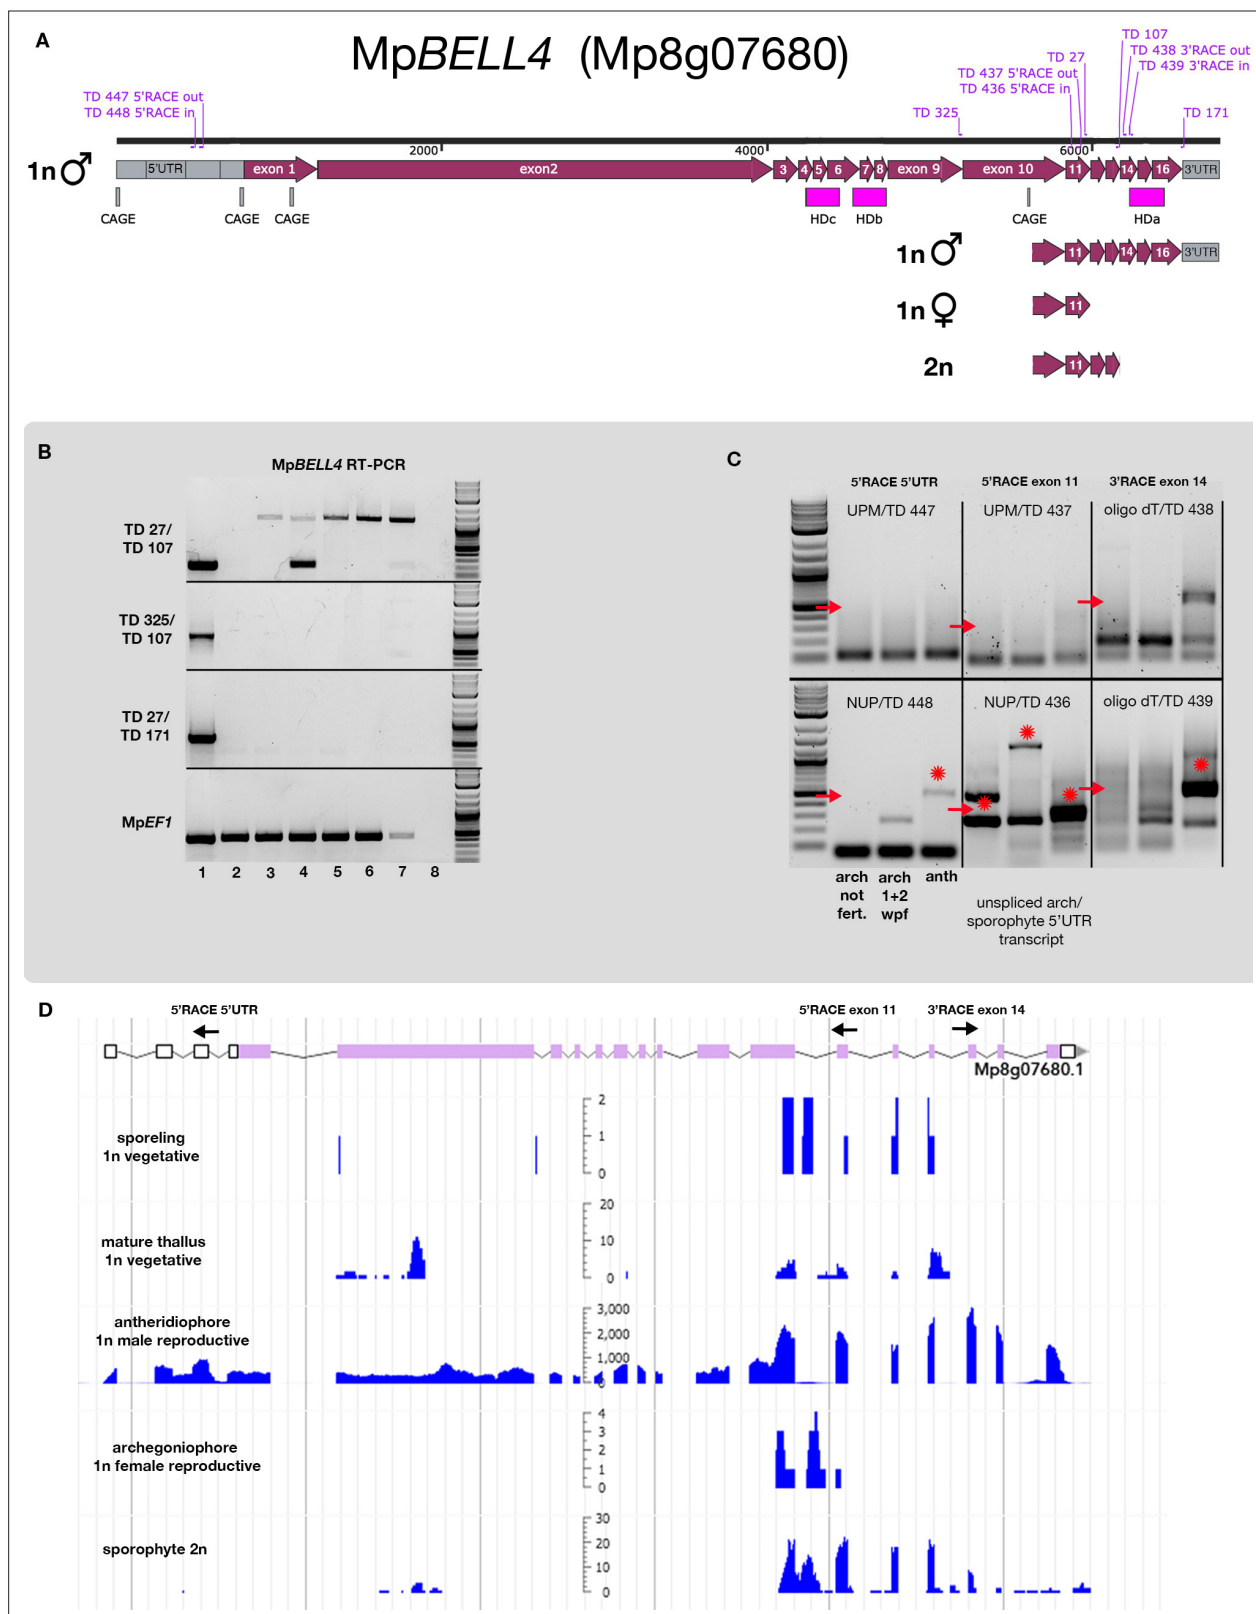 A
MpBELL4 (Mp8g07680)
TD 107
TD 438 3'RACE out
TD 27
TD 439 3'RACE in
TD 437 5'RACE out
TD 436 5'RACE in
TD 447 5'RACE out
TD 448 5'RACE in
TD 325
TD 171
2000
4000
6000
1n♂
5'UTR
exon 1
exon2
3
4
5
6
7
8
exon 9
exon 10
11
14
16
3'UTR
CAGE
CAGE
CAGE
HDc
HDb
CAGE
HDa
1n♂
11
14
16
3'UTR
1n♀
11
2n
11
B
MpBELL4 RT-PCR
TD 27/
TD 107
TD 325/
TD 107
TD 27/
TD 171
MpEF1
1 2 3 4 5 6 7 8
C
5'RACE 5'UTR
5'RACE exon 11
3'RACE exon 14
UPM/TD 447
UPM/TD 437
oligo dT/TD 438
NUP/TD 448
NUP/TD 436
oligo dT/TD 439
arch
not
fert.
arch
1+2
wpf
anth
unspliced arch/
sporophyte 5'UTR
transcript
D
5'RACE 5'UTR
5'RACE exon 11
3'RACE exon 14
Mp8g07680.1
sporeling
1n vegetative
2
1
0
mature thallus
1n vegetative
20
10
0
antheridiophore
1n male reproductive
3,000
2,000
1,000
0
archegoniophore
1n female reproductive
4
3
2
1
0
sporophyte 2n
30
20
10
0